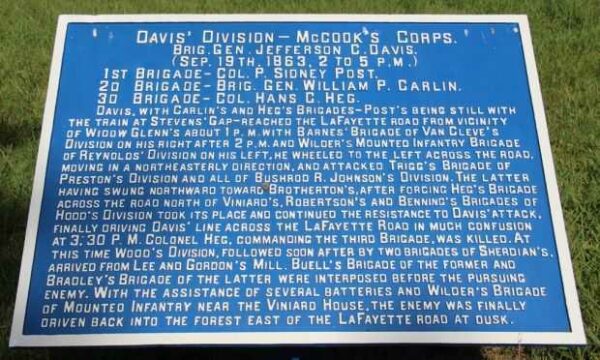 Davis' Division – McCook's Corps.
Brig. Gen. Jefferson C. Davis.
(Sep. 19th, 1863, 2 to 5 P.M.)
1st Brigade – Col. P. Sidney Post.
2D Brigade – Brig. Gen. William P. Carlin.
3D Brigade – Col. Hans C. Heg.
Davis, with Carlin's and Heg's Brigades – Post's being still with
the train at Stevens' Gap – reached the LaFayette road from vicinity
of Widow Glenn's about 1 P.M. with Barnes' Brigade of Van Cleve's
Division on his right after 2 P.M. and Wilder's Mounted Infantry Brigade
of Reynolds' Division on his left, he wheeled to the left across the road,
moving in a northeasterly direction, and attacked Trigg's Brigade of
Preston's Division and all of Bushrod R. Johnson's Division. The latter
having swung northward toward Brotherton's, after forcing Heg's Brigade
across the road north of Viniard's, Robertson's and Benning's Brigades of
Hood's Division took its place and continued the resistance to Davis' attack,
finally driving Davis' line across the LaFayette Road in much confusion
at 3:30 P.M. Colonel Heg, commanding the third Brigade, was killed. At
this time Wood's Division, followed soon after by two brigades of Sherdian's,
arrived from Lee and Gordon's Mill. Buell's Brigade of the former and
Bradley's Brigade of the latter were interposed before the pursuing
enemy. With the assistance of several batteries and Wilder's Brigade
of Mounted Infantry near the Viniard House, the enemy was finally
driven back into the forest east of the LaFayette road at dusk.